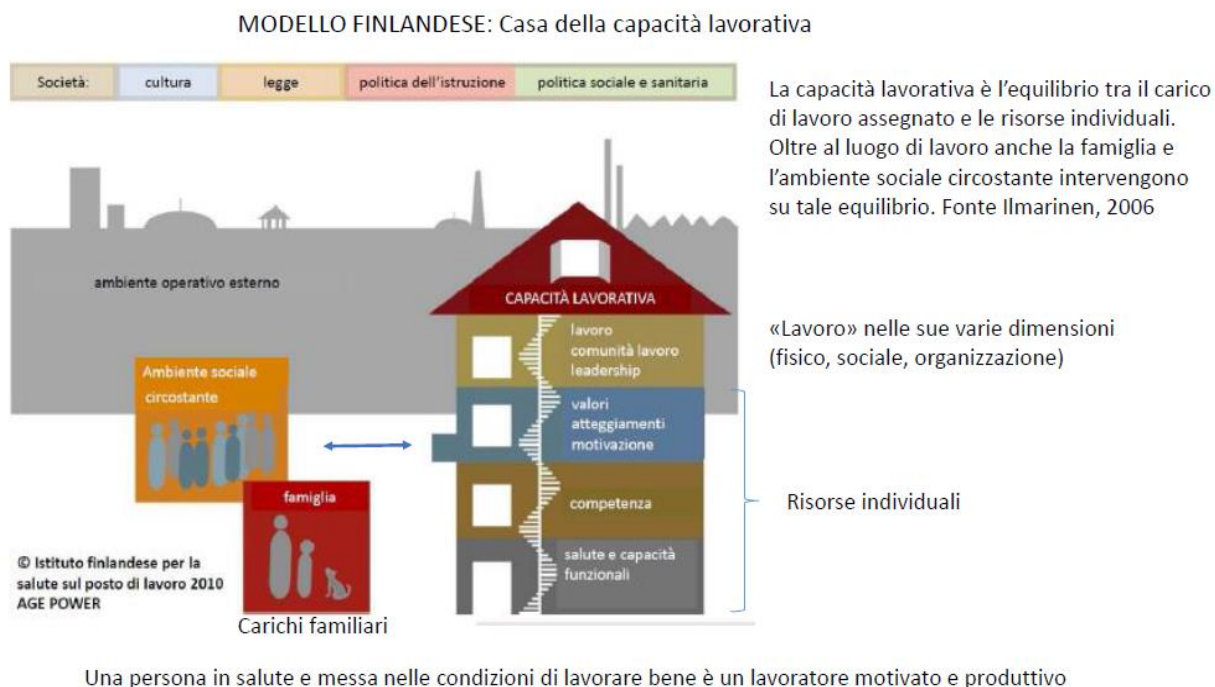 MODELLO FINLANDESE: Casa della capacità lavorativa
Società: cultura legge politica dell'istruzione politica sociale e sanitaria
La capacità lavorativa è l'equilibrio tra il carico
di lavoro assegnato e le risorse individuali.
Oltre al luogo di lavoro anche la famiglia e
l'ambiente sociale circostante intervengono
su tale equilibrio. Fonte Ilmarinen, 2006
ambiente operativo esterno
CAPACITÀ LAVORATIVA
lavoro
comunità lavoro
leadership
«Lavoro» nelle sue varie dimensioni
(fisico, sociale, organizzazione)
Ambiente sociale
circostante
valori
atteggiamenti
motivazione
famiglia
competenza
Risorse individuali
salute e capacità
funzionali
© Istituto finlandese per la
salute sul posto di lavoro 2010
AGE POWER
Carichi familiari
Una persona in salute e messa nelle condizioni di lavorare bene è un lavoratore motivato e produttivo